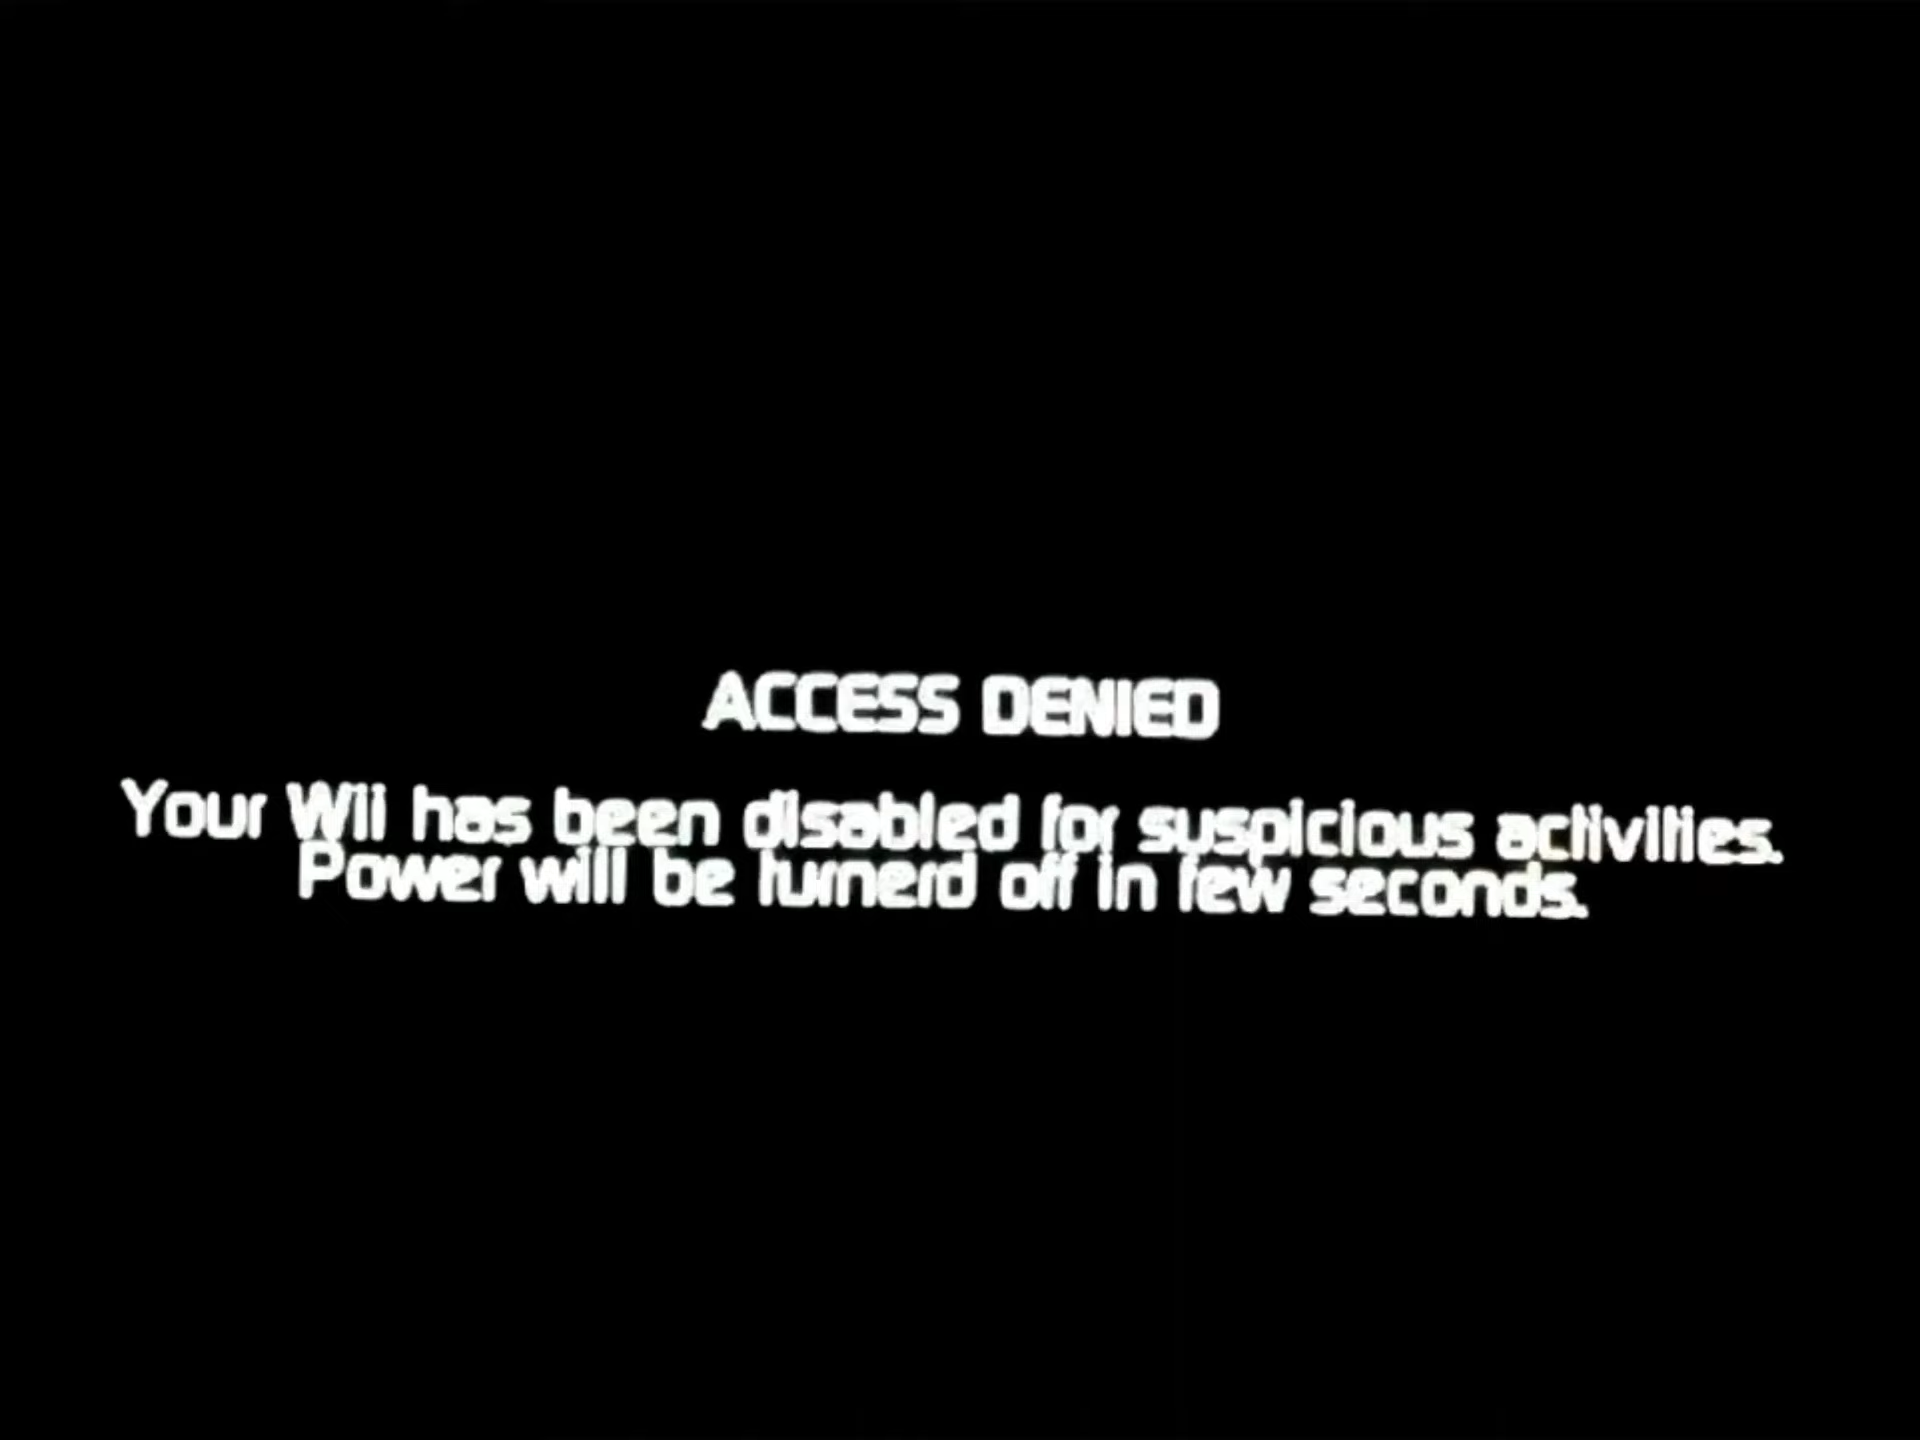 ACCESS DENIED
Your Wii has been disabled for suspicious activities.
Power will be turnerd off in few seconds.